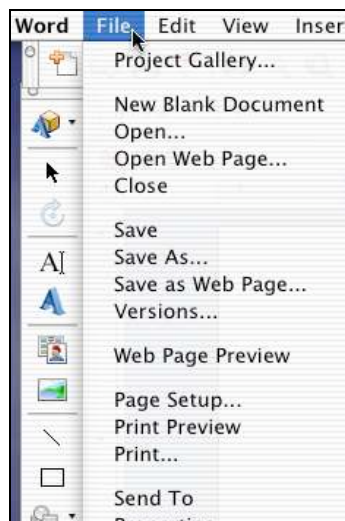 Word File Edit View Inser
Project Gallery...
New Blank Document
Open...
Open Web Page...
Close
Save
Save As...
Save as Web Page...
Versions...
Web Page Preview
Page Setup...
Print Preview
Print...
Send To